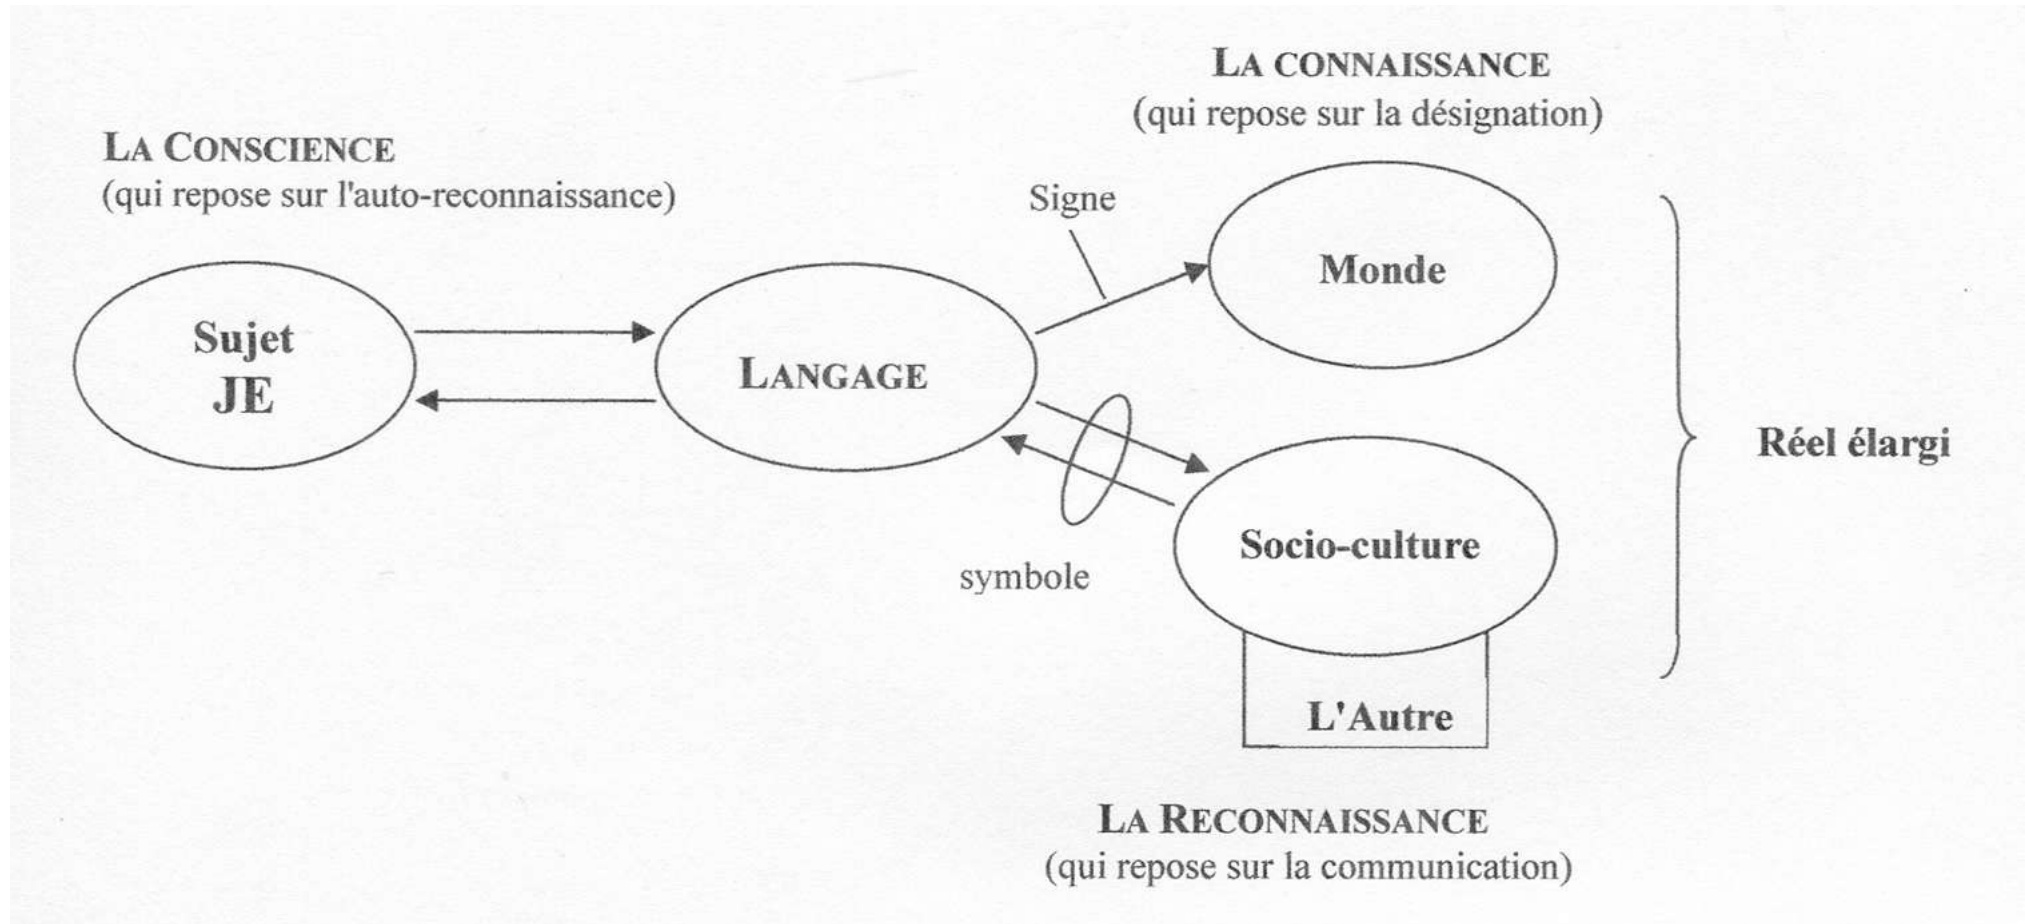 LA CONNAISSANCE
(qui repose sur la désignation)
LA CONSCIENCE
(qui repose sur l'auto-reconnaissance)
Signe
Monde
Sujet
JE
LANGAGE
Réel élargi
Socio-culture
symbole
L'Autre
LA RECONNAISSANCE
(qui repose sur la communication)